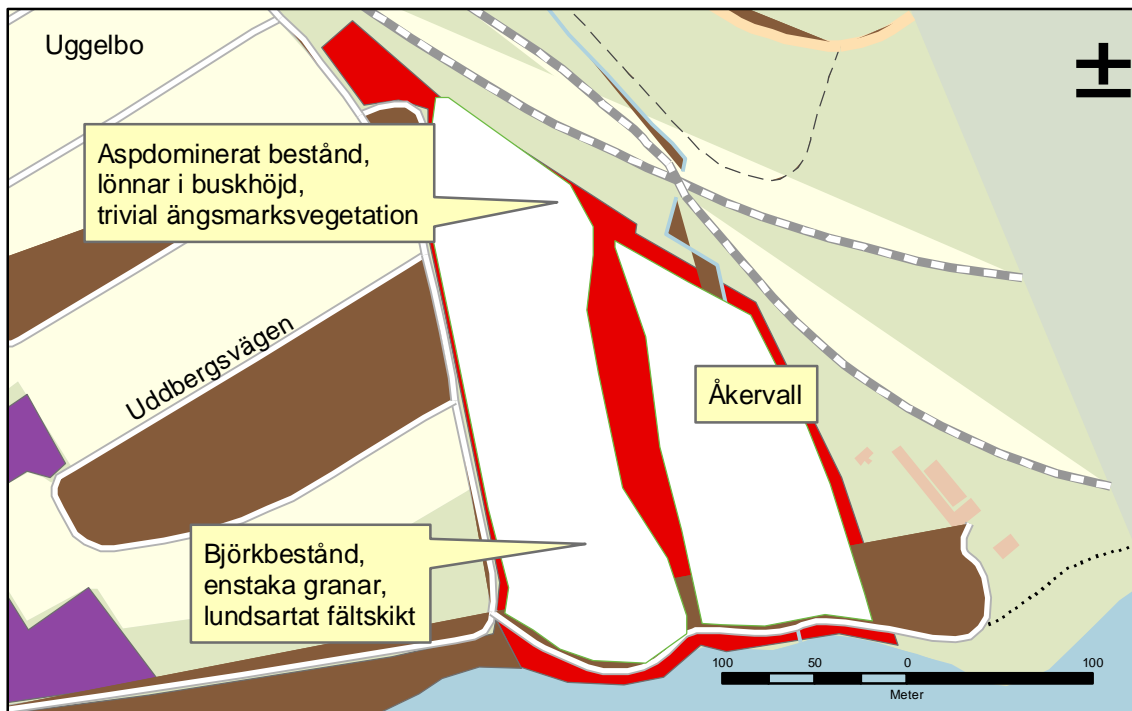 Uggelbo
±
Aspdominerat bestånd,
lönnar i buskhöjd,
trivial ängsmarksvegetation
Uddbergsvägen
Åkervall
Björkbestånd,
enstaka granar,
lundsartat fältskikt
100 50 0 100
Meter